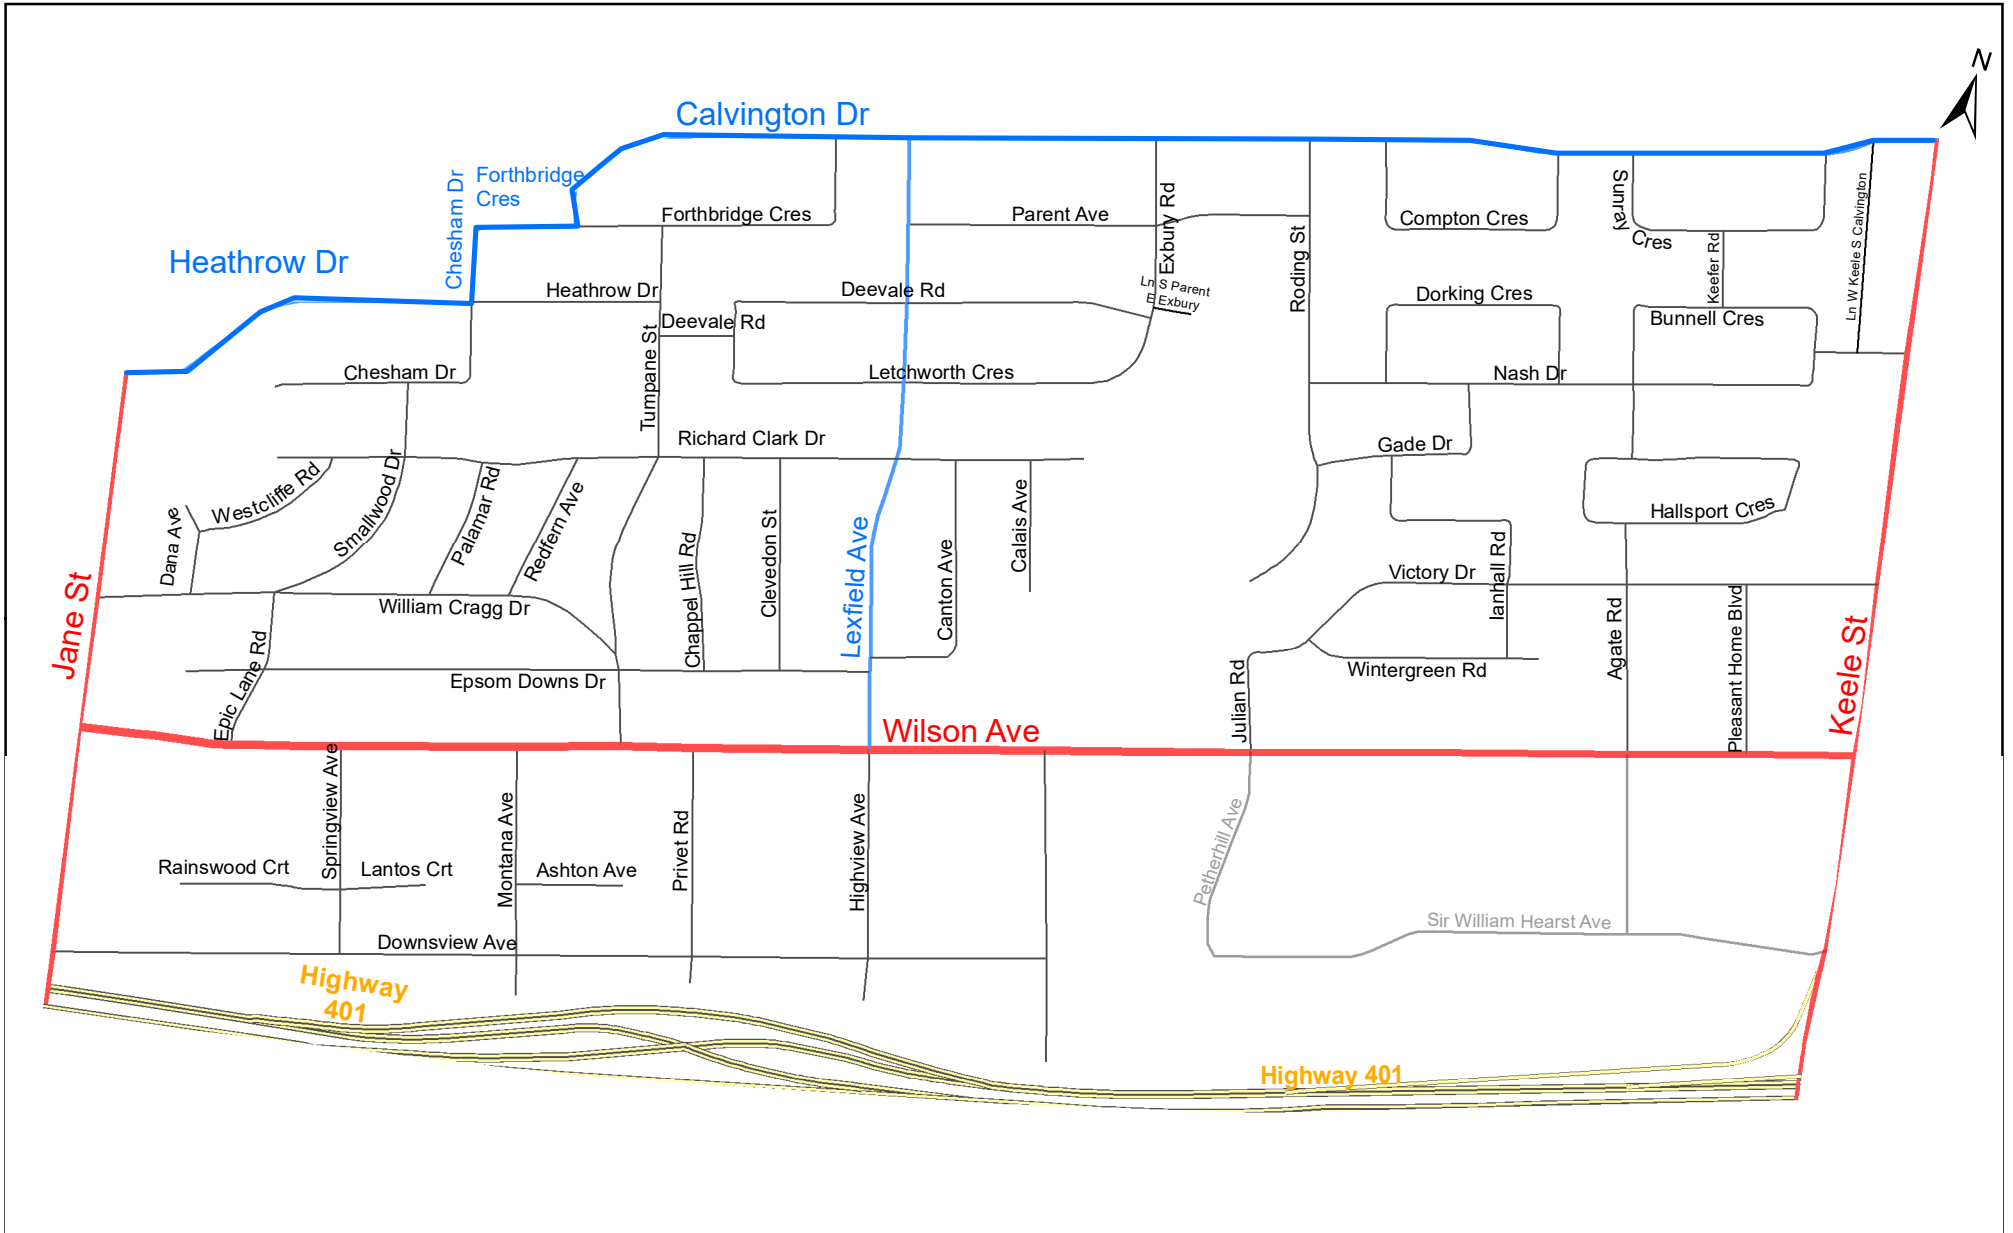 N
Calvington Dr
Chesham Dr
Forthbridge
Cres
Forthbridge Cres
Parent Ave
Exbury Rd
Compton Cres
Sunray
Cres
Ln W Keele S Calvington
Heathrow Dr
Heathrow Dr
Deevale Rd
Ln S Parent
E Exbury
Roding St
Dorking Cres
Keefer Rd
Bunnell Cres
Deevale Rd
Tumpane St
Chesham Dr
Letchworth Cres
Nash Dr
Richard Clark Dr
Gade Dr
Westcliffe Rd
Smallwood Dr
Palamar Rd
Redfern Ave
Dana Ave
Chappel Hill Rd
Clevedon St
Lexfield Ave
Canton Ave
Calais Ave
Hallsport Cres
Victory Dr
Ianhall Rd
Jane St
William Cragg Dr
Agate Rd
Pleasant Home Blvd
Keele St
Epic Lane Rd
Epsom Downs Dr
Julian Rd
Wintergreen Rd
Wilson Ave
Springview Ave
Montana Ave
Privet Rd
Highview Ave
Petherhill Ave
Rainswood Crt
Lantos Crt
Ashton Ave
Sir William Hearst Ave
Downsview Ave
Highway
401
Highway 401